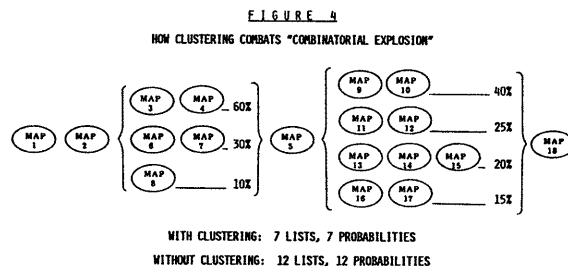 FIGURE 4
HOW CLUSTERING COMBATS "COMBINATORIAL EXPLOSION"
MAP 1
MAP 2
MAP 3
MAP 4
60%
MAP 6
MAP 7
30%
MAP 8
10%
MAP 5
MAP 9
MAP 10
40%
MAP 11
MAP 12
25%
MAP 13
MAP 14
MAP 15
20%
MAP 16
MAP 17
15%
MAP 18
WITH CLUSTERING: 7 LISTS, 7 PROBABILITIES
WITHOUT CLUSTERING: 12 LISTS, 12 PROBABILITIES